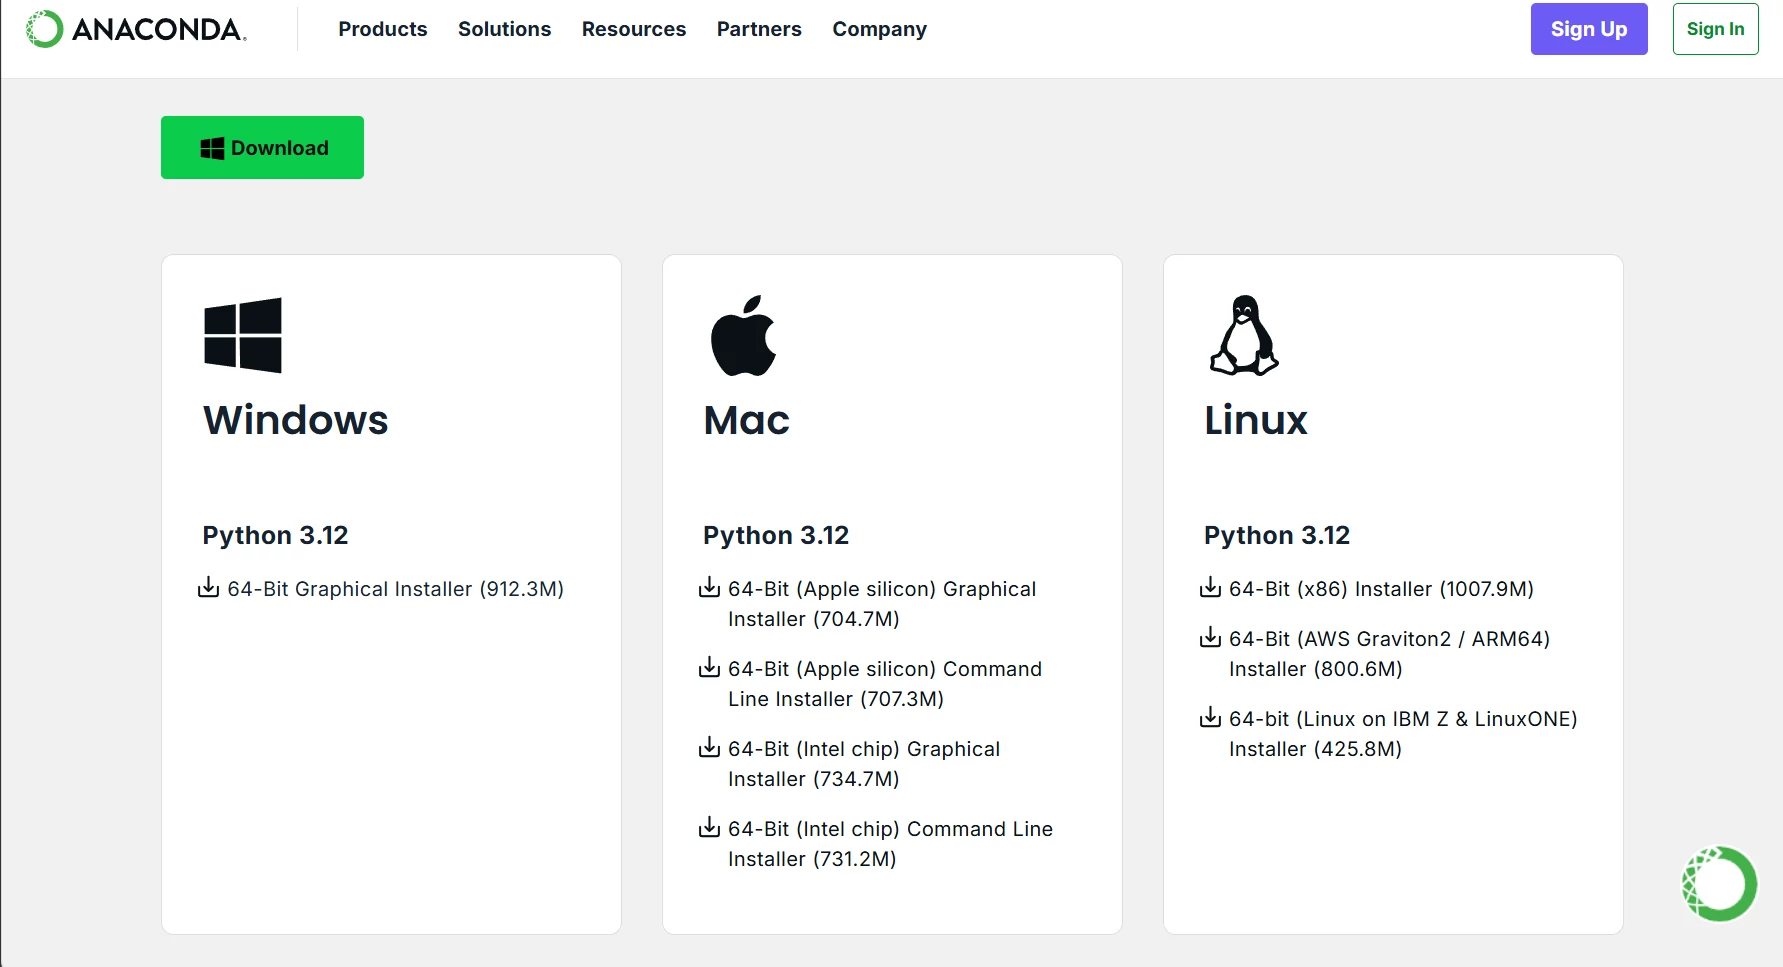 ANACONDA.
Products Solutions Resources Partners Company
Sign Up
Sign In
Download
Windows
Python 3.12
64-Bit Graphical Installer (912.3M)
Mac
Python 3.12
64-Bit (Apple silicon) Graphical
Installer (704.7M)
64-Bit (Apple silicon) Command
Line Installer (707.3M)
64-Bit (Intel chip) Graphical
Installer (734.7M)
64-Bit (Intel chip) Command Line
Installer (731.2M)
Linux
Python 3.12
64-Bit (x86) Installer (1007.9M)
64-Bit (AWS Graviton2 / ARM64)
Installer (800.6M)
64-bit (Linux on IBM Z & LinuxONE)
Installer (425.8M)